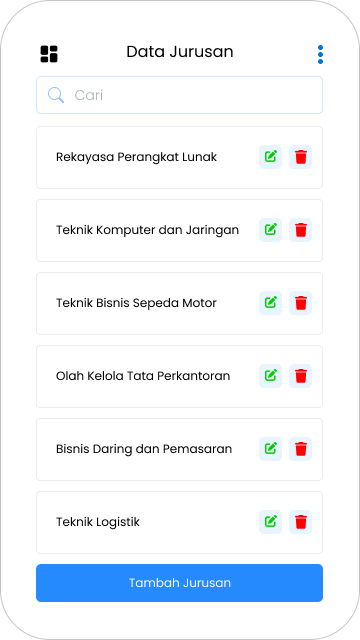 Data Jurusan
Cari
Rekayasa Perangkat Lunak
Teknik Komputer dan Jaringan
Teknik Bisnis Sepeda Motor
Olah Kelola Tata Perkantoran
Bisnis Daring dan Pemasaran
Teknik Logistik
Tambah Jurusan